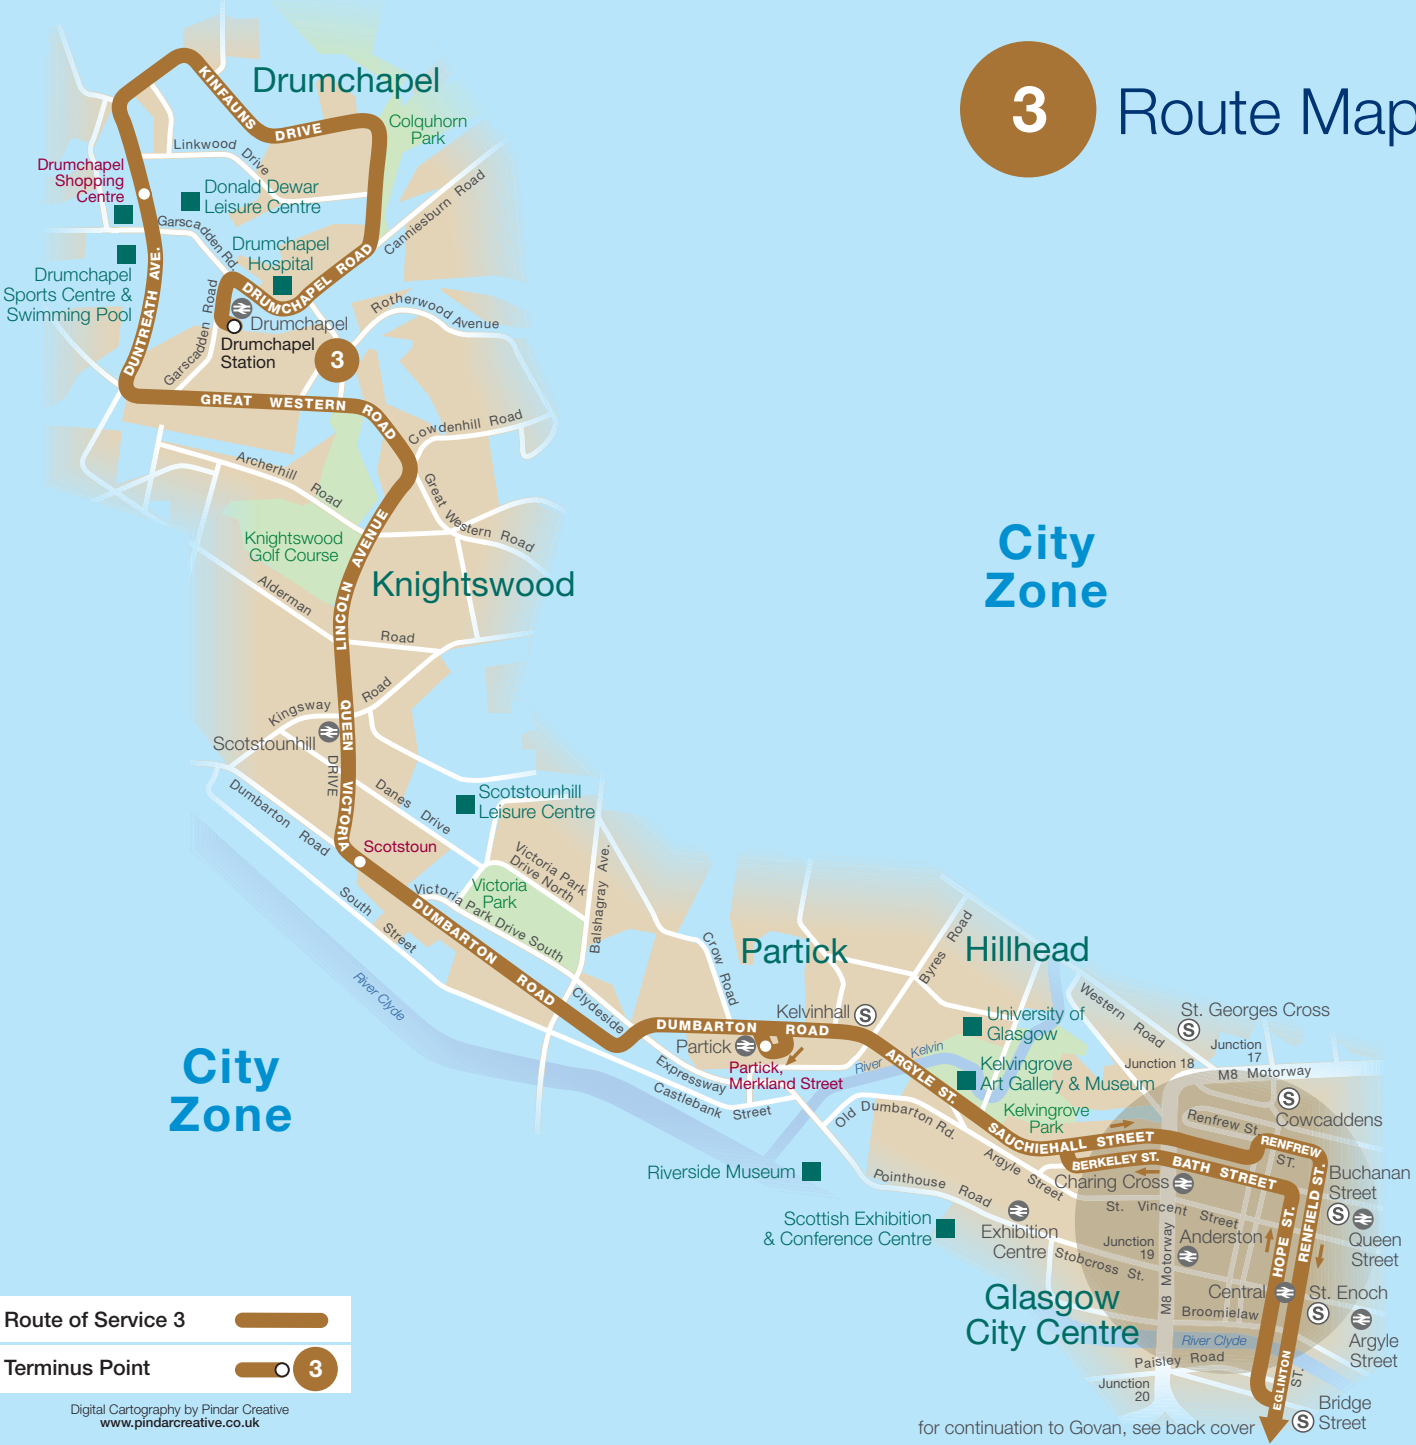 3
Route Map
Drumchapel
KINFAUNS
DRIVE
Colquhorn
Park
Linkwood
Drive
Drumchapel
Shopping
Centre
Donald Dewar
Leisure Centre
Canniesburn Road
Garscadden Rd.
Drumchapel
Hospital
Drumchapel
Sports Centre &
Swimming Pool
DUNTREATH AVE.
DRUMCHAPEL ROAD
Garscadden Road
Drumchapel
Drumchapel
Station
3
Rotherwood Avenue
GREAT WESTERN ROAD
Cowdenhill Road
Archerhill Road
Great Western Road
Knightswood
Golf Course
LINCOLN AVENUE
Knightswood
Alderman Road
City
Zone
Kingsway Road
Scotstounhill
QUEEN VICTORIA
DRIVE
Danes Drive
Scotstounhill
Leisure Centre
Dumbarton Road
Scotstoun
Victoria Park
Drive North
Victoria
Park
Victoria Park Drive South
Balshagray Ave.
South Street
DUMBARTON ROAD
River Clyde
Crow Road
Partick
Hillhead
Byres Road
Clydeside
Expressway
DUMBARTON ROAD
Kelvinhall
S
Partick
Partick,
Merkland Street
University of
Glasgow
Western Road
St. Georges Cross
S
Junction
17
Junction 18
M8 Motorway
River Kelvin
Kelvingrove
Art Gallery & Museum
ARGYLE ST.
Kelvingrove
Park
Castlebank Street
Old Dumbarton Rd.
S
Cowcaddens
Renfrew St.
City
Zone
SAUCHIEHALL STREET
RENFREW
ST.
BERKELEY ST.
BATH STREET
Argyle Street
Charing Cross
Buchanan
Street
S
Riverside Museum
Pointhouse Road
St. Vincent Street
RENFIELD ST.
HOPE ST.
Scottish Exhibition
& Conference Centre
Exhibition
Centre
Junction
19
Anderston
Queen
Street
Stobcross St.
M8 Motorway
Central
St. Enoch
S
Glasgow
City Centre
Broomielaw
River Clyde
Argyle
Street
Paisley Road
Junction
20
EGLINTON
ST.
Bridge
Street
S
for continuation to Govan, see back cover
Route of Service 3
Terminus Point
3
Digital Cartography by Pindar Creative
www.pindarcreative.co.uk